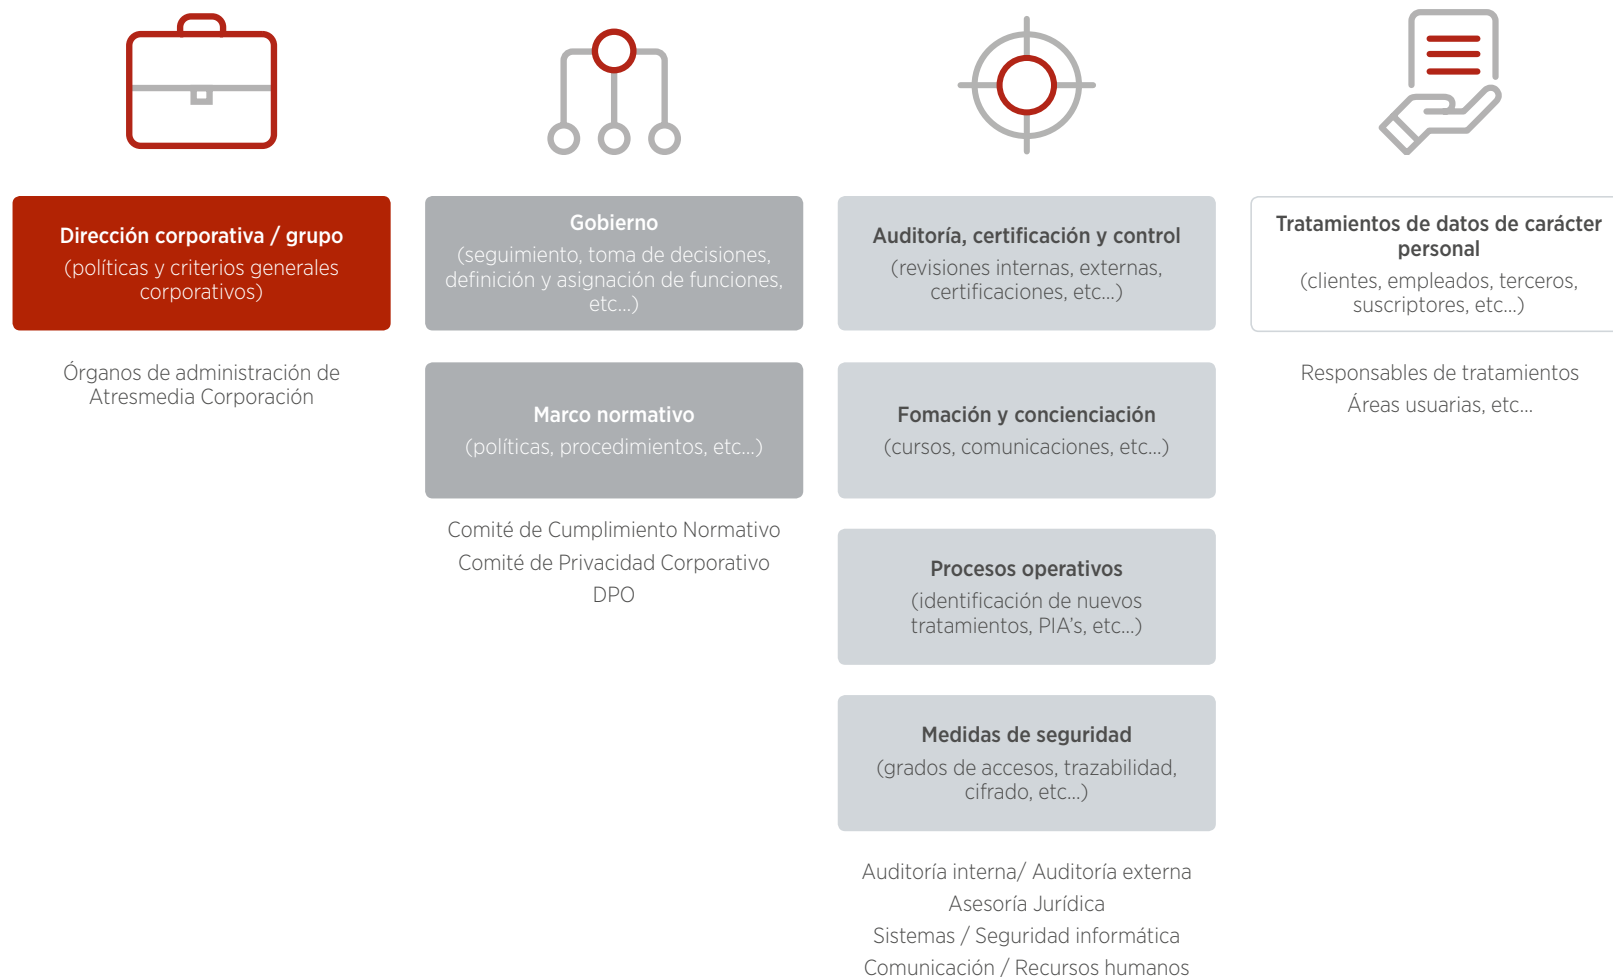 Dirección corporativa / grupo
(políticas y criterios generales
corporativos)
Órganos de administración de
Atresmedia Corporación
Gobierno
(seguimiento, toma de decisiones,
definición y asignación de funciones,
etc...)
Marco normativo
(políticas, procedimientos, etc...)
Comité de Cumplimiento Normativo
Comité de Privacidad Corporativo
DPO
Auditoría, certificación y control
(revisiones internas, externas,
certificaciones, etc...)
Fomación y concienciación
(cursos, comunicaciones, etc...)
Procesos operativos
(identificación de nuevos
tratamientos, PIA’s, etc...)
Medidas de seguridad
(grados de accesos, trazabilidad,
cifrado, etc...)
Auditoría interna/ Auditoría externa
Asesoría Jurídica
Sistemas / Seguridad informática
Comunicación / Recursos humanos
Tratamientos de datos de carácter
personal
(clientes, empleados, terceros,
suscriptores, etc...)
Responsables de tratamientos
Áreas usuarias, etc...